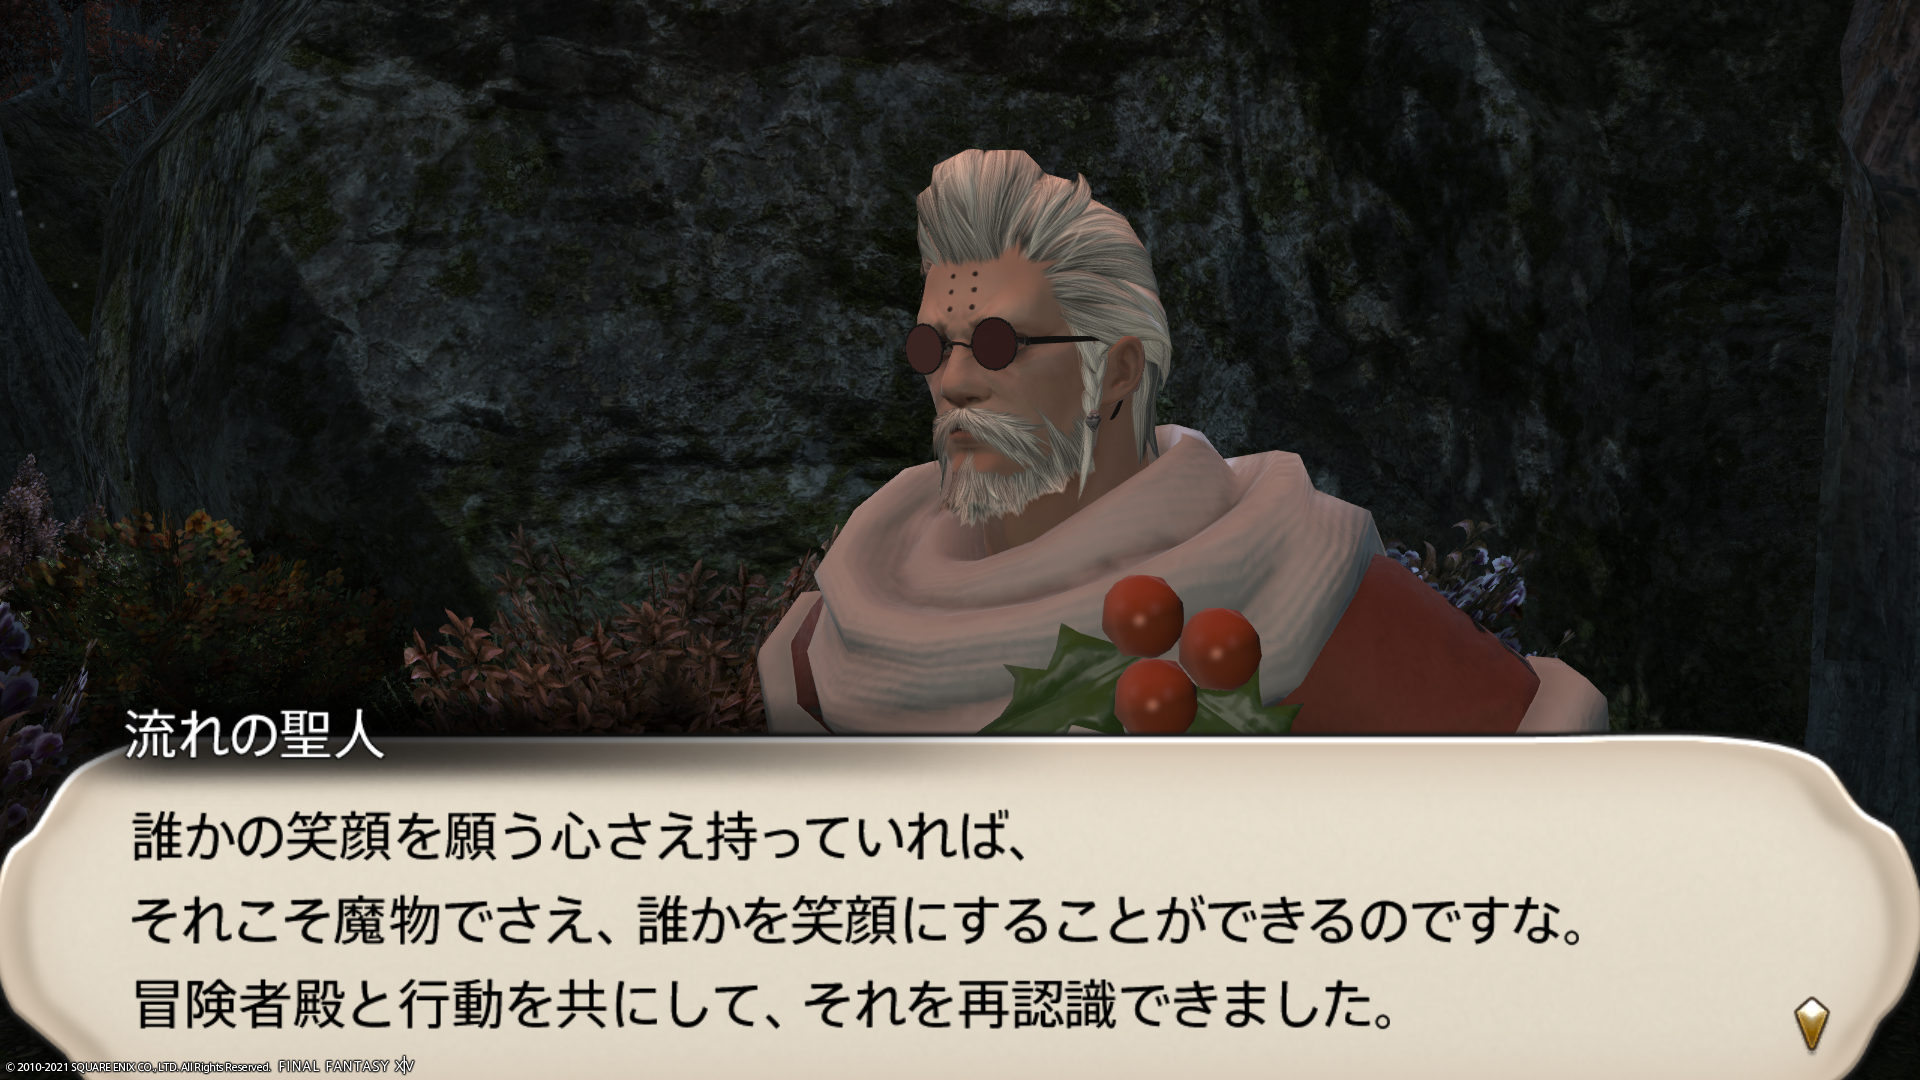 流れの聖人
誰かの笑顔を願う心さえ持っていれば、
それこそ魔物でさえ、誰かを笑顔にすることができるのですな。
冒険者殿と行動を共にして、それを再認識できました。
© 2010-2021 SQUARE ENIX CO., LTD. All Rights Reserved. FINAL FANTASY XIV